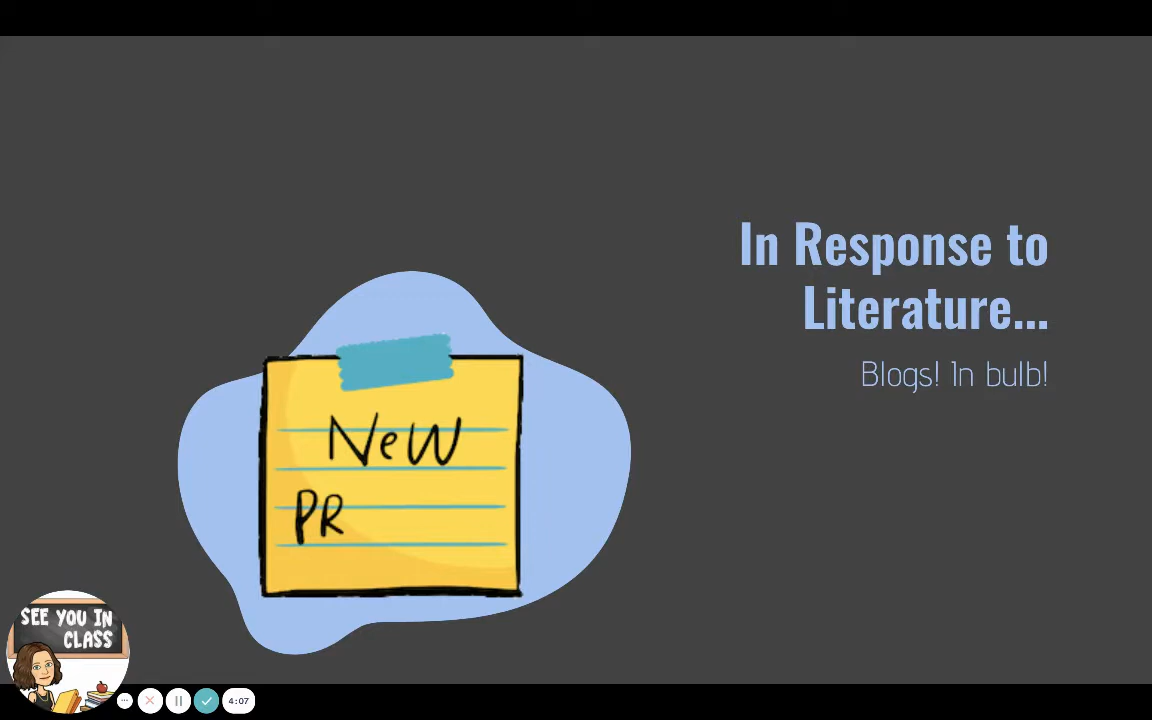 In Response to
Literature...
Blogs! In bulb!
NeW
PR
SEE YOU IN
CLASS
4:07